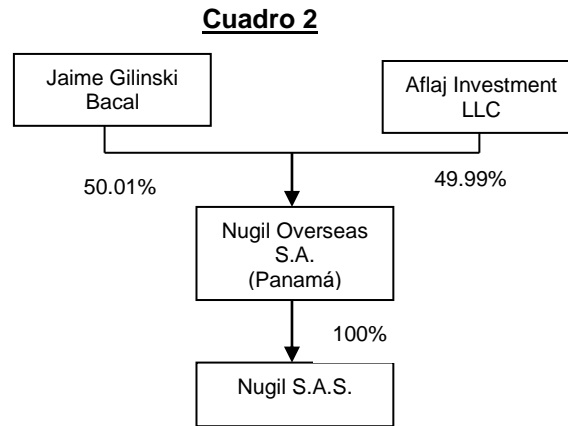 Cuadro 2
Jaime Gilinski
Bacal
Aflaj Investment
LLC
50.01%
49.99%
Nugil Overseas
S.A.
(Panamá)
100%
Nugil S.A.S.